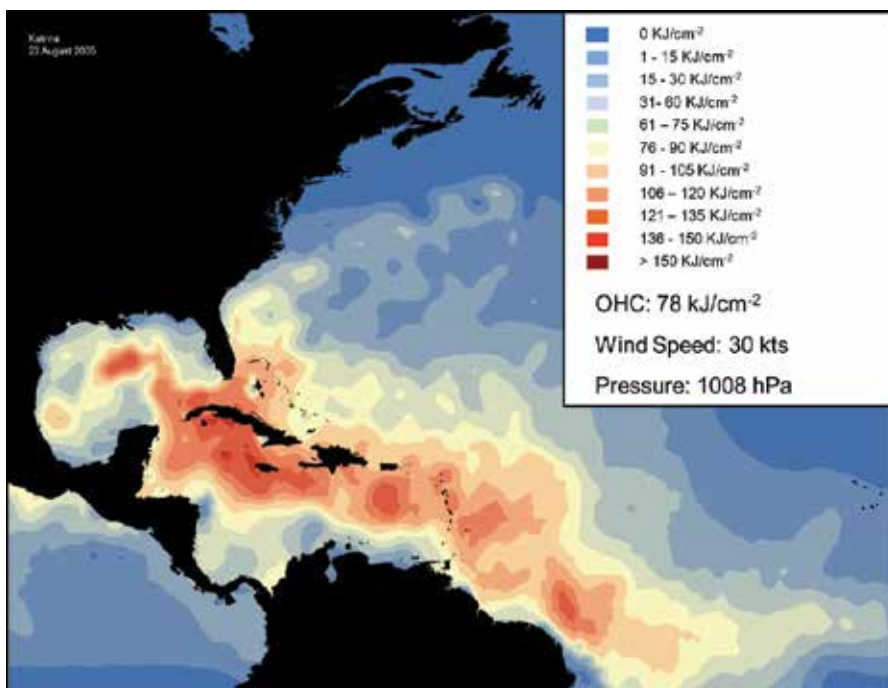 Katrina
23 August 2005
0 KJ/cm-2
1 - 15 KJ/cm-2
15 - 30 KJ/cm-2
31- 60 KJ/cm-2
61 – 75 KJ/cm-2
76 - 90 KJ/cm-2
91 - 105 KJ/cm-2
106 – 120 KJ/cm-2
121 – 135 KJ/cm-2
136 - 150 KJ/cm-2
> 150 KJ/cm-2
OHC: 78 kJ/cm-2
Wind Speed: 30 kts
Pressure: 1008 hPa